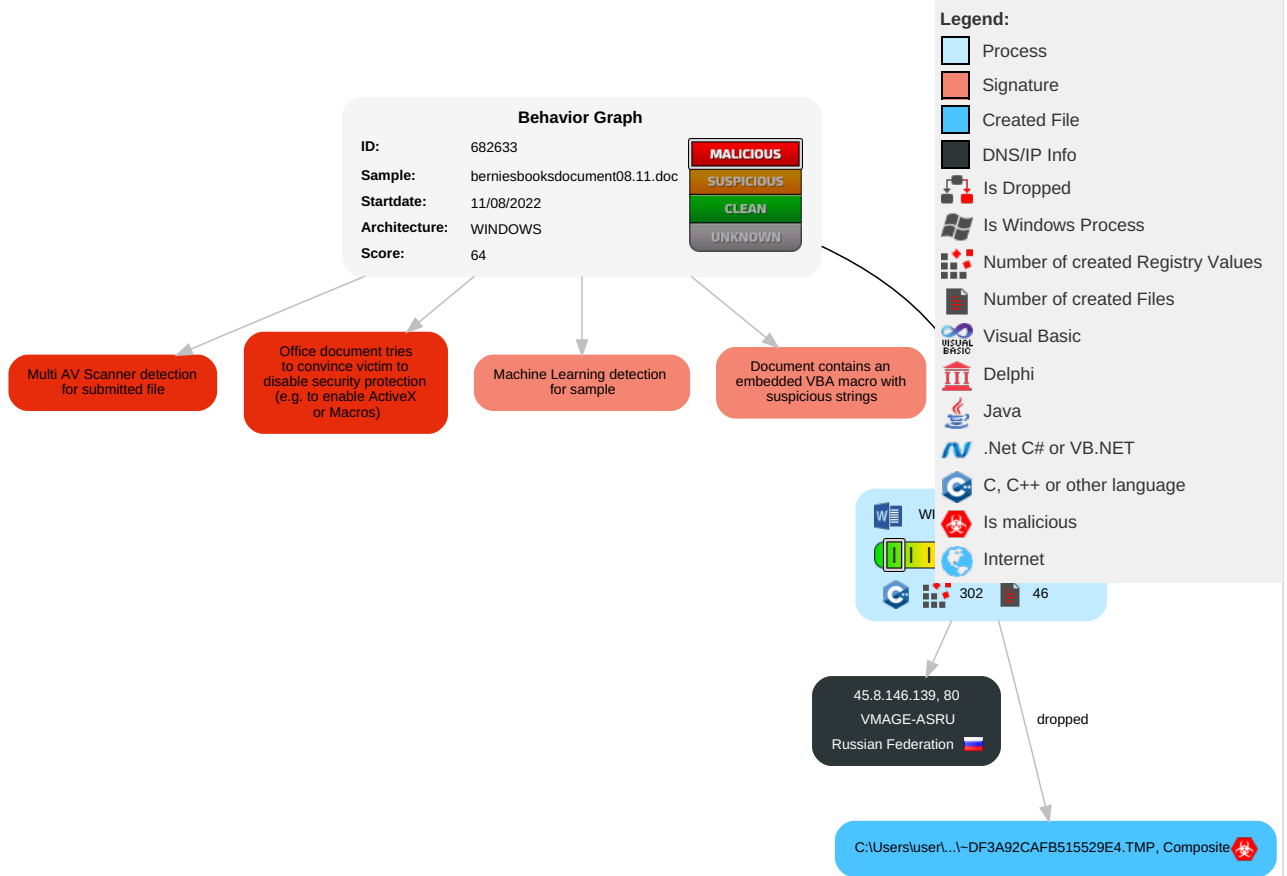 Legend:
Process
Signature
Created File
DNS/IP Info
Is Dropped
Is Windows Process
Number of created Registry Values
Number of created Files
VISUAL BASIC
Visual Basic
Delphi
Java
.Net C# or VB.NET
C, C++ or other language
Is malicious
Internet
Behavior Graph
ID: 682633
Sample: berniesbooksdocument08.11.doc
Startdate: 11/08/2022
Architecture: WINDOWS
Score: 64
MALICIOUS
SUSPICIOUS
CLEAN
UNKNOWN
Multi AV Scanner detection
for submitted file
Office document tries
to convince victim to
disable security protection
(e.g. to enable ActiveX
or Macros)
Machine Learning detection
for sample
Document contains an
embedded VBA macro with
suspicious strings
302 46
45.8.146.139, 80
VMAGE-ASRU
Russian Federation
dropped
C:\Users\user\...\~DF3A92CAFB515529E4.TMP, Composite